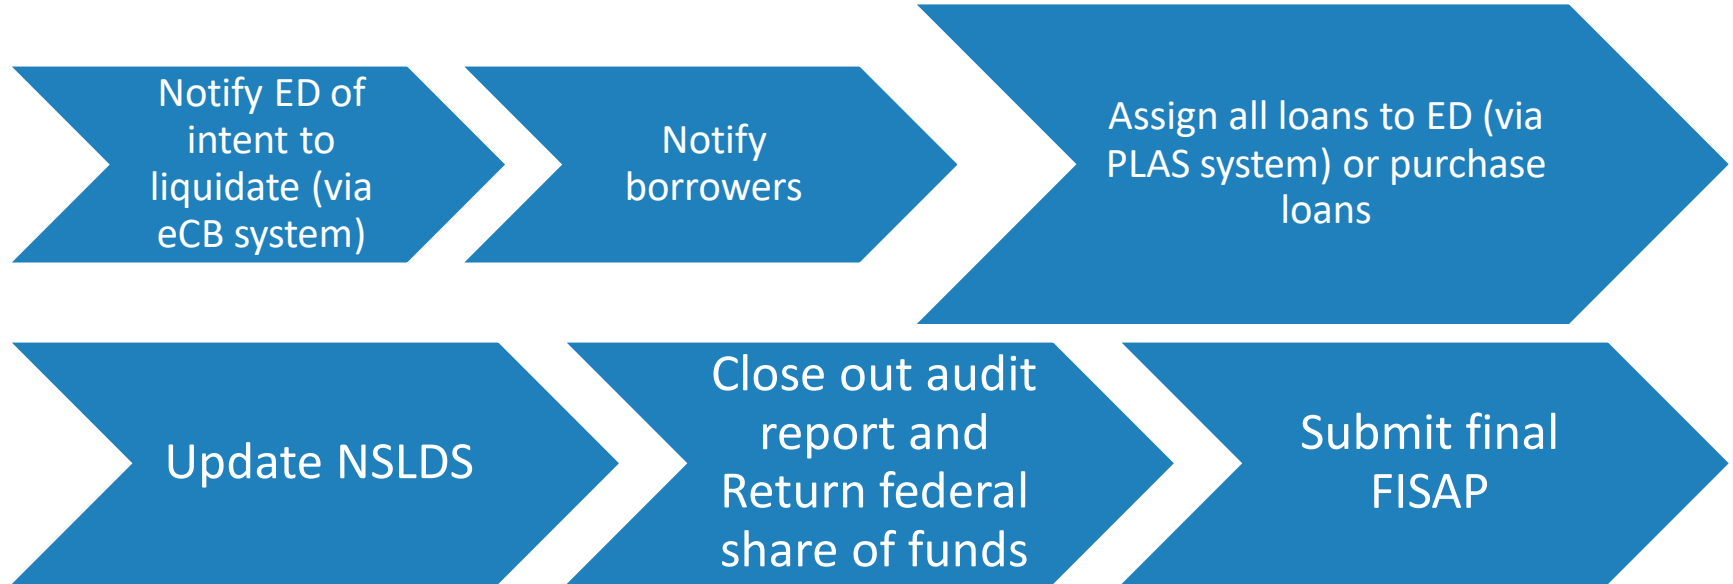 Notify ED of
intent to
liquidate (via
eCB system)
Notify
borrowers
Assign all loans to ED (via
PLAS system) or purchase
loans
Update NSLDS
Close out audit
report and
Return federal
share of funds
Submit final
FISAP